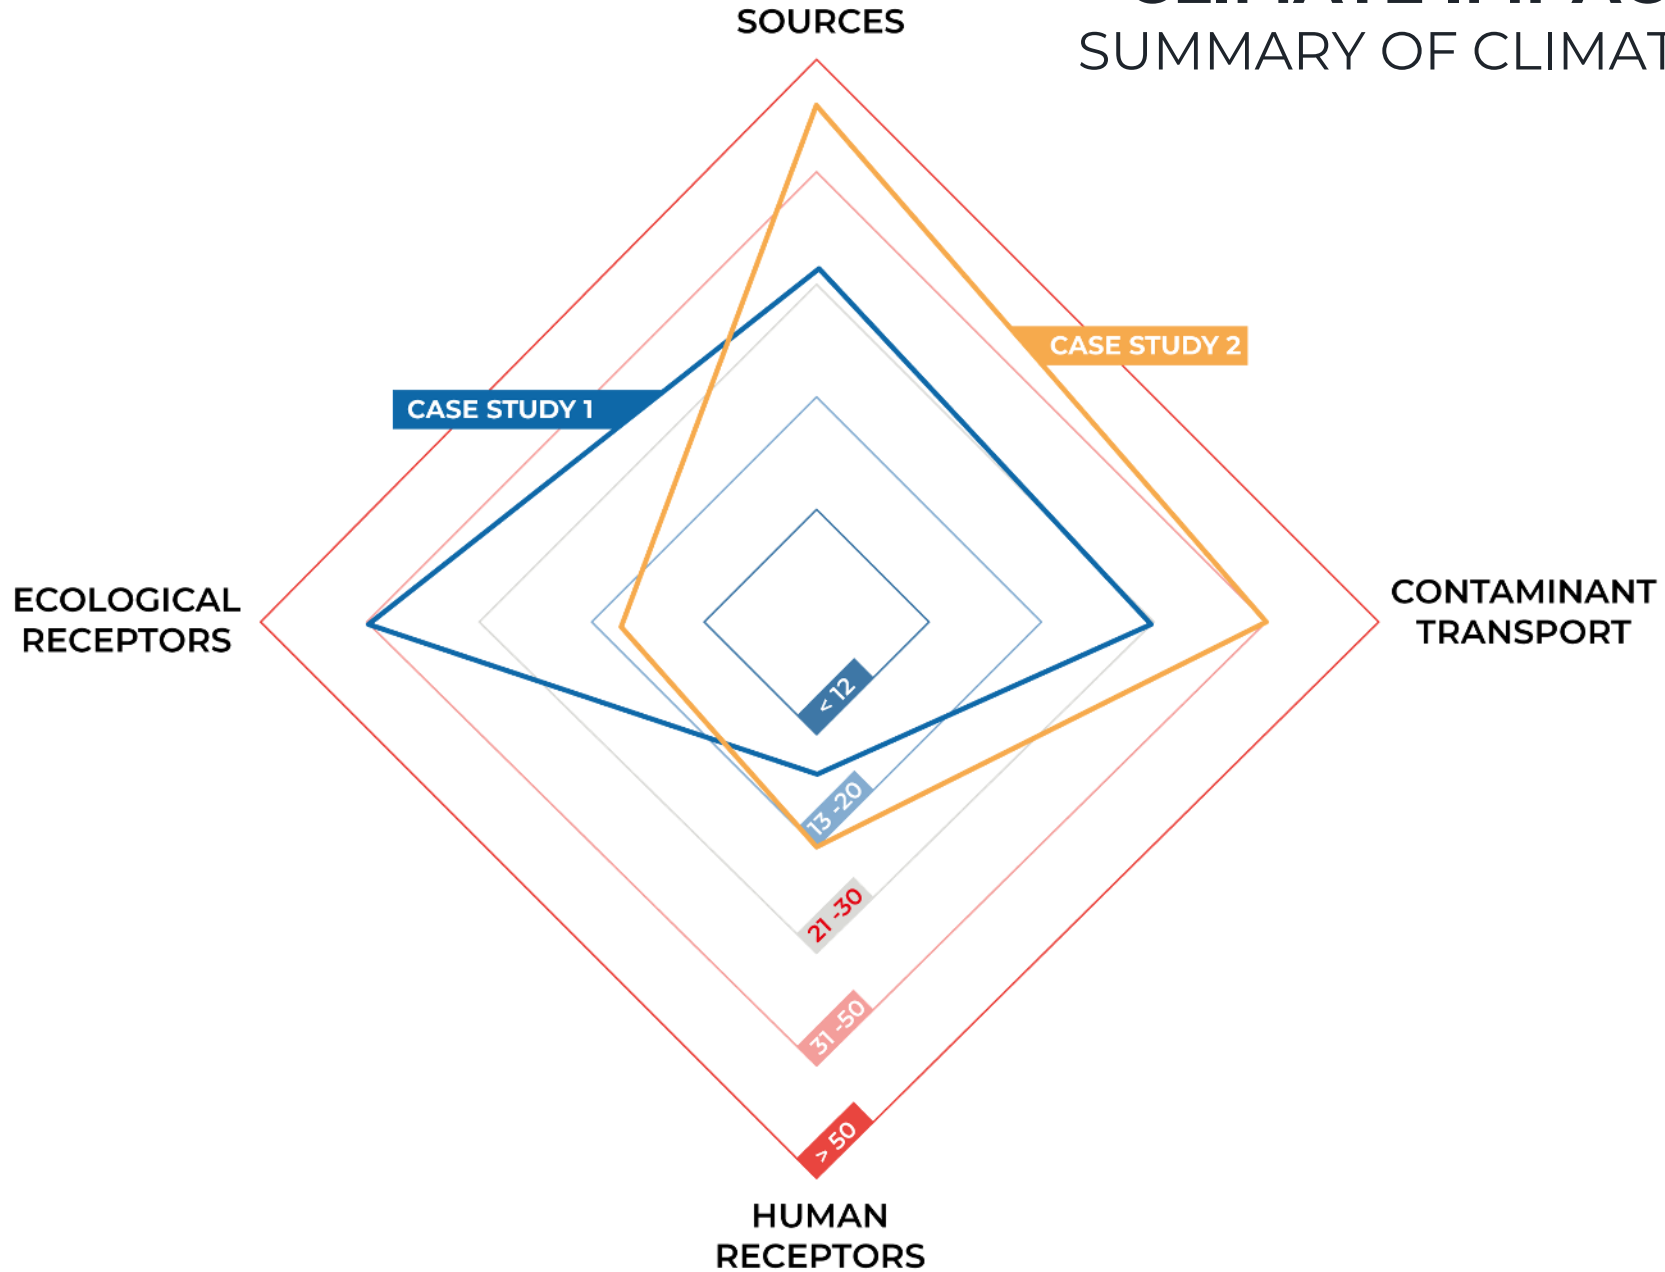 SOURCES
SUMMARY OF CLIMAT
CASE STUDY 2
CASE STUDY 1
ECOLOGICAL
RECEPTORS
CONTAMINANT
TRANSPORT
< 12
13 -20
21 -30
31 -50
> 50
HUMAN
RECEPTORS